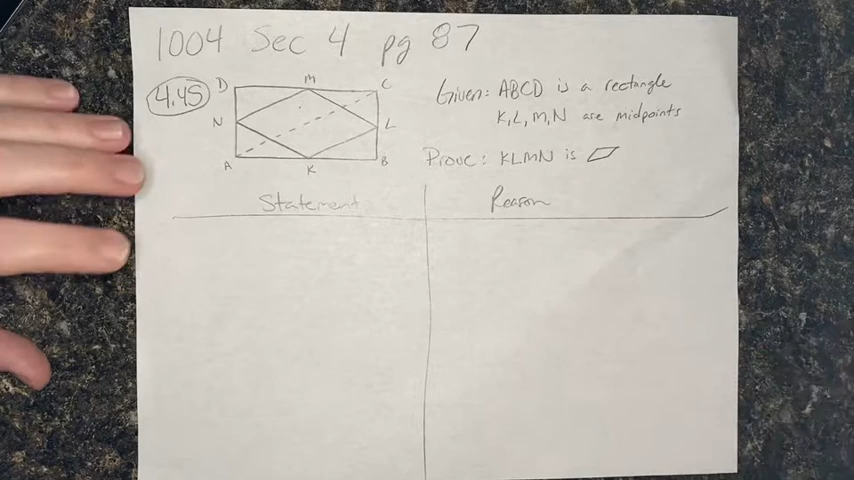 1004 Sec 4 pg 87
4.45
D M C
N L
A K B
Given: ABCD is a rectangle
K, L, M, N are midpoints
Prove: KLMN is ▱
Statement Reason